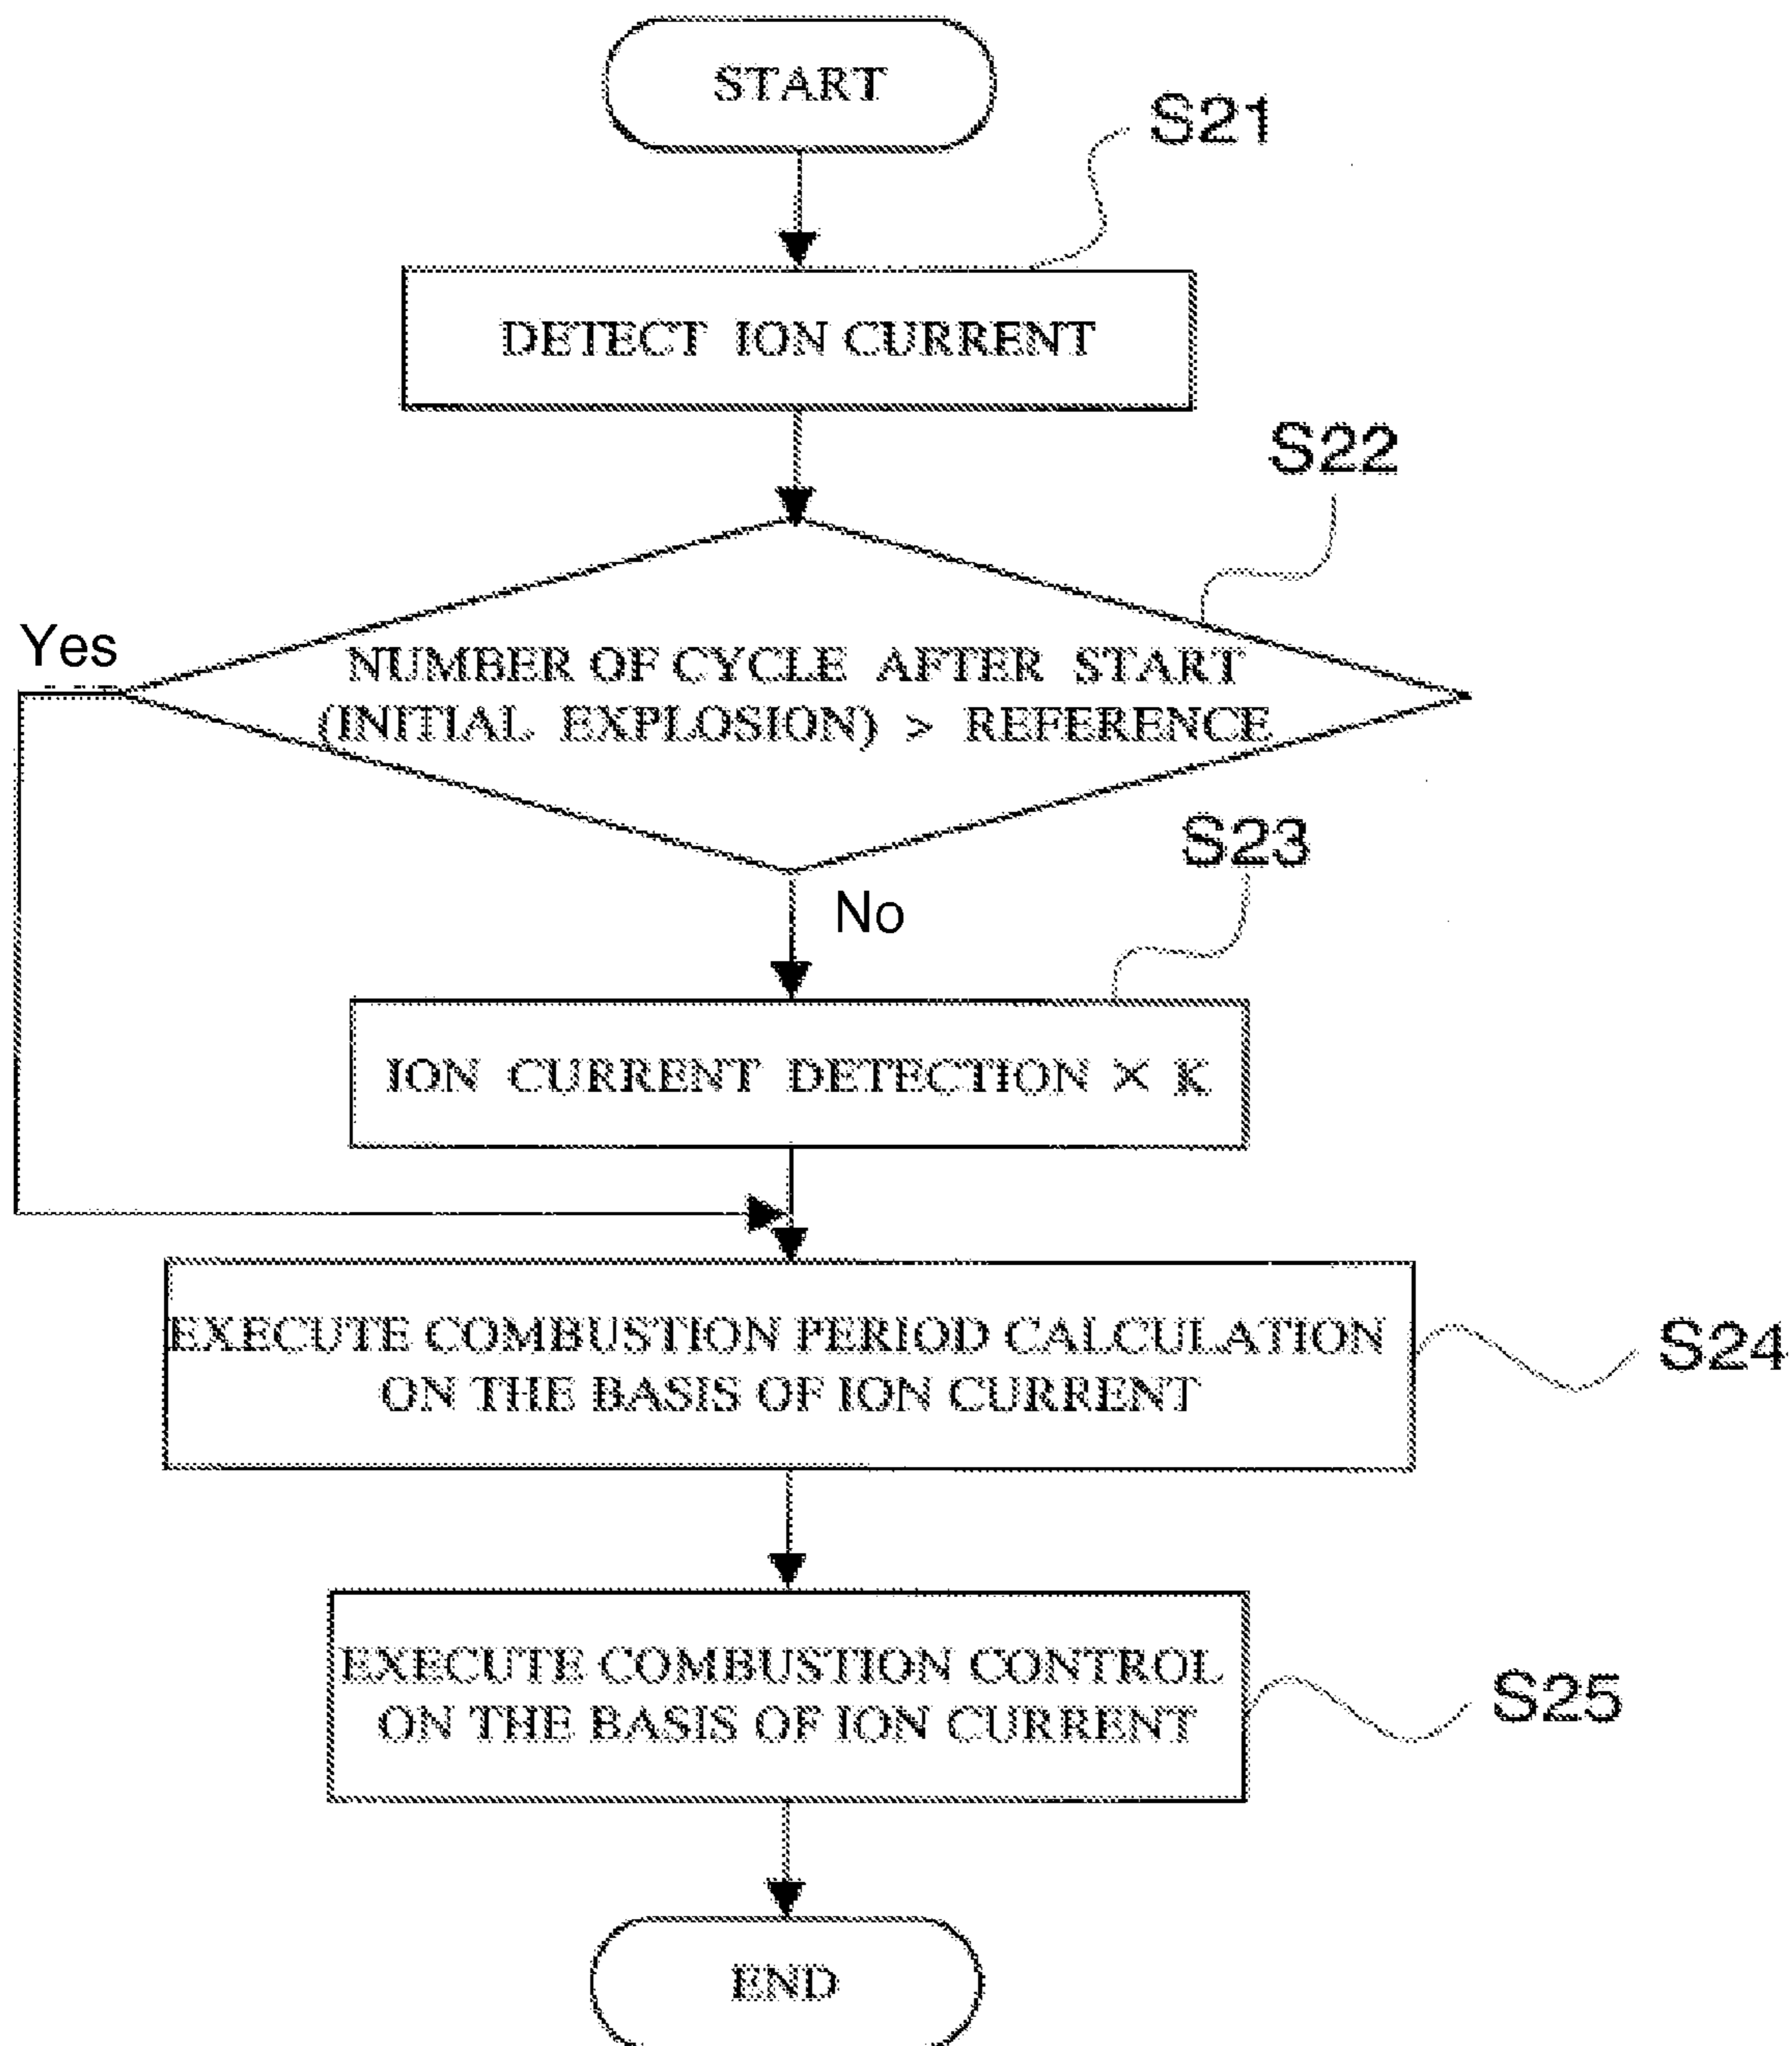 START
S21
DETECT ION CURRENT
S22
Yes
NUMBER OF CYCLE AFTER START
(INITIAL EXPLOSION) > REFERENCE
S23
No
ION CURRENT DETECTION × K
EXECUTE COMBUSTION PERIOD CALCULATION
ON THE BASIS OF ION CURRENT
S24
EXECUTE COMBUSTION CONTROL
ON THE BASIS OF ION CURRENT
S25
END